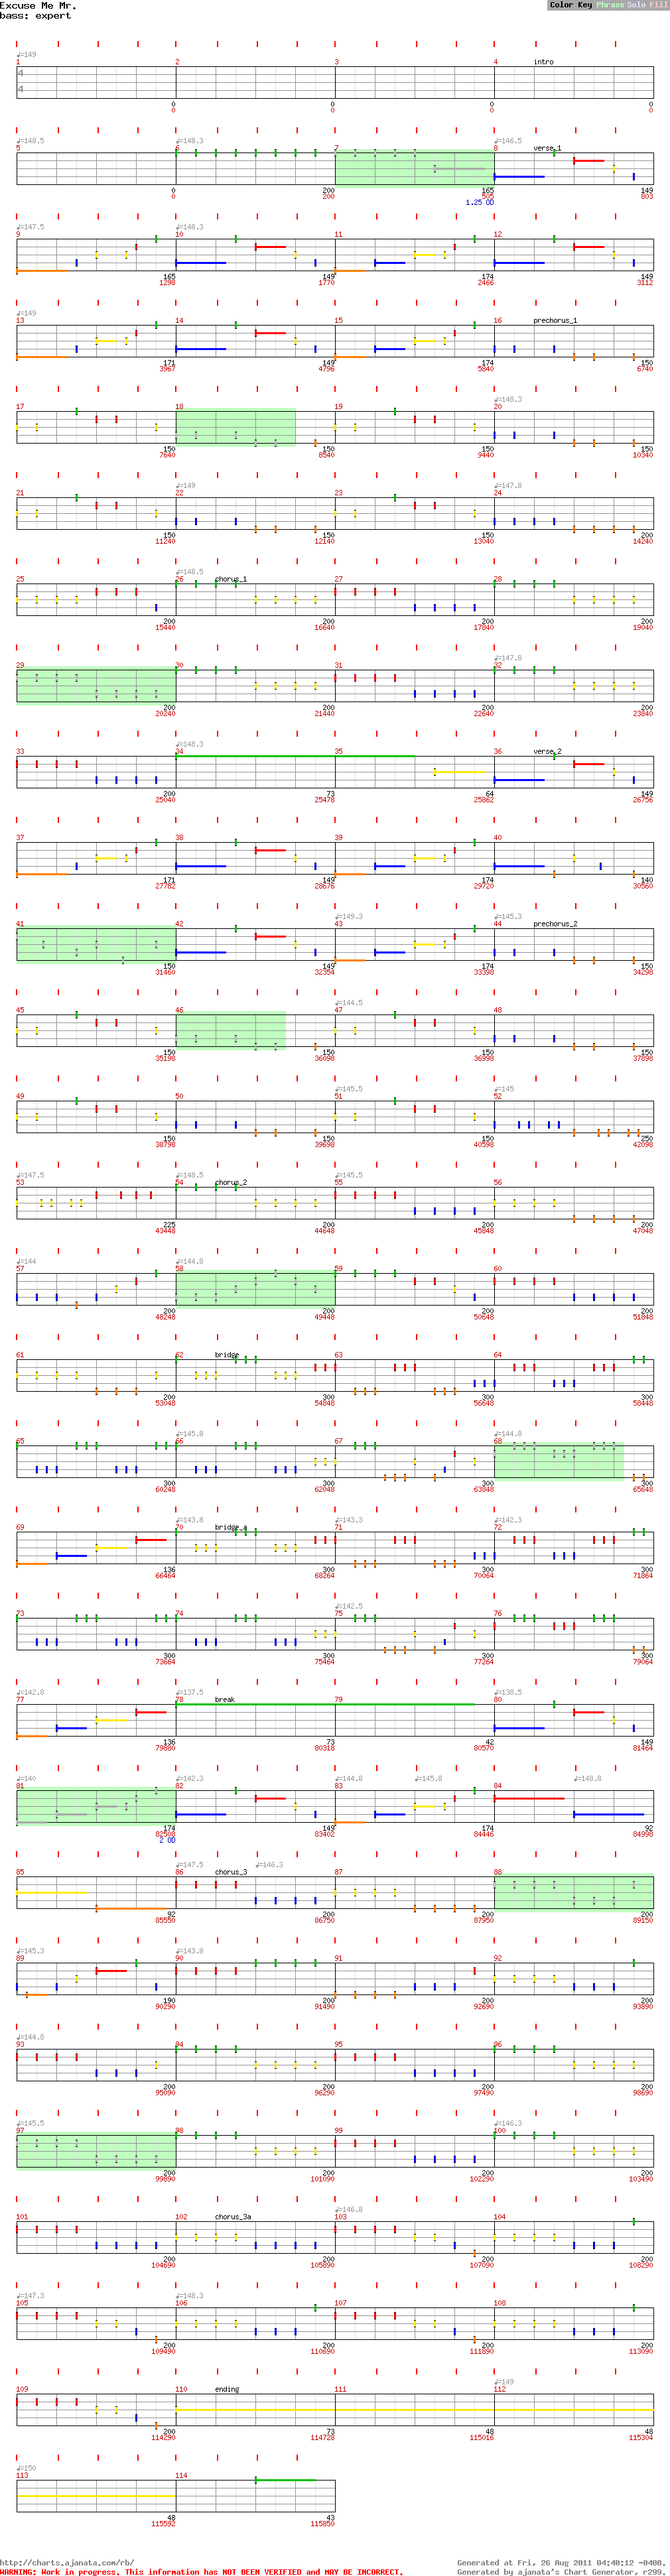 Excuse Me Mr.
bass: expert
Color Key Phrase Solo Fill
♩=149
1 2 3 4 intro
4
4
0 0 0 0
0 0 0 0
♩=148.5 ♩=148.3 ♩=146.5
5 6 7 8 verse_1
0 200 165 149
0 200 505 803
1.25 OD
♩=147.5 ♩=148.3
9 10 11 12
165 149 174 149
1298 1770 2466 3112
♩=149
13 14 15 16 prechorus_1
171 149 174 150
3967 4796 5840 6740
♩=148.3
17 18 19 20
150 150 150 150
7640 8540 9440 10340
♩=149 ♩=147.8
21 22 23 24
150 150 150 200
11240 12140 13040 14240
♩=148.5
25 26 chorus_1 27 28
200 200 200 200
15440 16640 17840 19040
♩=147.8
29 30 31 32
200 200 200 200
20240 21440 22640 23840
♩=148.3
33 34 35 36 verse_2
200 73 64 149
25040 25478 25862 26756
37 38 39 40
171 149 174 140
27782 28676 29720 30560
♩=149.3 ♩=145.3
41 42 43 44 prechorus_2
150 149 174 150
31460 32354 33398 34298
♩=144.5
45 46 47 48
150 150 150 150
35198 36098 36998 37898
♩=145.5 ♩=145
49 50 51 52
150 150 150 250
38798 39698 40598 42098
♩=147.5 ♩=148.5 ♩=145.5
53 54 chorus_2 55 56
225 200 200 200
43448 44648 45848 47048
♩=144 ♩=144.8
57 58 59 60
200 200 200 200
48248 49448 50648 51848
61 62 bridge 63 64
200 300 300 300
53048 54848 56648 58448
♩=145.8 ♩=144.8
65 66 67 68
300 300 300 300
60248 62048 63848 65648
♩=143.8 ♩=143.3 ♩=142.3
69 70 bridge_a 71 72
136 300 300 300
66464 68264 70064 71864
♩=142.5
73 74 75 76
300 300 300 300
73664 75464 77264 79064
♩=142.8 ♩=137.5 ♩=138.5
77 78 break 79 80
136 73 42 149
79880 80318 80570 81464
♩=140 ♩=142.3 ♩=144.8 ♩=145.8 ♩=148.8
81 82 83 84
174 149 174 92
82508 83402 84446 84998
2 OD
♩=147.5 ♩=146.3
85 86 chorus_3 87 88
92 200 200 200
85550 86750 87950 89150
♩=145.3 ♩=143.8
89 90 91 92
190 200 200 200
90290 91490 92690 93890
♩=144.8
93 94 95 96
200 200 200 200
95090 96290 97490 98690
♩=145.5 ♩=146.3
97 98 99 100
200 200 200 200
99890 101090 102290 103490
♩=146.8
101 102 chorus_3a 103 104
200 200 200 200
104690 105890 107090 108290
♩=147.3 ♩=148.3
105 106 107 108
200 200 200 200
109490 110690 111890 113090
♩=149
109 110 ending 111 112
200 73 48 48
114290 114728 115016 115304
♩=150
113 114
48 43
115592 115850
http://charts.ajanata.com/rb/ Generated at Fri, 26 Aug 2011 04:40:12 -0400.
WARNING: Work in progress. This information has NOT BEEN VERIFIED and MAY BE INCORRECT. Generated by ajanata's Chart Generator, r299.